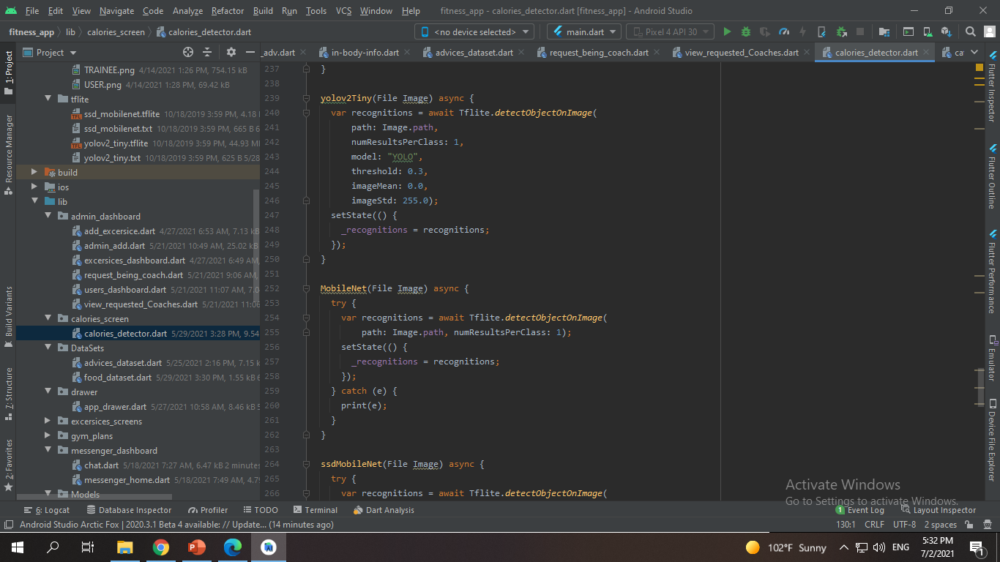 File Edit View Navigate Code Analyze Refactor Build Run Tools VCS Window Help fitness_app - calories_detector.dart [fitness_app] - Android Studio
fitness_app lib calories_screen calories_detector.dart <no device selected> main.dart Pixel 4 API 30
Project _adv.dart in-body-info.dart advices_dataset.dart request_being_coach.dart view_requested_Coaches.dart calories_detector.dart ca
1: Project
Resource Manager
Build Variants
7: Structure
2: Favorites
TRAINEE.png 4/14/2021 1:26 PM, 754.15 kB
USER.png 4/14/2021 1:28 PM, 69.42 kB
tflite
ssd_mobilenet.tflite 10/18/2019 3:59 PM, 4.18
ssd_mobilenet.txt 10/18/2019 3:59 PM, 665 B 6
yolov2_tiny.tflite 10/18/2019 3:59 PM, 44.93 M
yolov2_tiny.txt 10/18/2019 3:59 PM, 625 B 5/28
build
ios
lib
admin_dashboard
add_excersice.dart 4/27/2021 6:53 AM, 7.13 kB
admin_add.dart 5/21/2021 10:49 AM, 25.02 kB
excersices_dashboard.dart 4/27/2021 6:49 AM,
request_being_coach.dart 5/21/2021 9:06 AM,
users_dashboard.dart 5/21/2021 11:07 AM, 7.0
view_requested_Coaches.dart 5/21/2021 11:06
calories_screen
calories_detector.dart 5/29/2021 3:28 PM, 9.54
DataSets
advices_dataset.dart 5/25/2021 2:16 PM, 7.15 k
food_dataset.dart 5/29/2021 3:30 PM, 1.55 kB 6
drawer
app_drawer.dart 5/27/2021 10:58 AM, 8.46 kB 5
excersices_screens
gym_plans
messenger_dashboard
chat.dart 5/18/2021 7:27 AM, 6.47 kB 2 minutes
messenger_home.dart 5/18/2021 7:49 AM, 4.79
Models
237 }
238
239 yolov2Tiny(File Image) async {
240 var recognitions = await Tflite.detectObjectOnImage(
241 path: Image.path,
242 numResultsPerClass: 1,
243 model: "YOLO",
244 threshold: 0.3,
245 imageMean: 0.0,
246 imageStd: 255.0);
247 setState(() {
248 _recognitions = recognitions;
249 });
250 }
251
252 MobileNet(File Image) async {
253 try {
254 var recognitions = await Tflite.detectObjectOnImage(
255 path: Image.path, numResultsPerClass: 1);
256 setState(() {
257 _recognitions = recognitions;
258 });
259 } catch (e) {
260 print(e);
261 }
262 }
263
264 ssdMobileNet(File Image) async {
265 try {
266 var recognitions = await Tflite.detectObjectOnImage(
Flutter Inspector
Flutter Outline
Flutter Performance
Emulator
Device File Explorer
Activate Windows
Go to Settings to activate Windows.
6: Logcat Database Inspector Profiler TODO Terminal Dart Analysis 1 Event Log Layout Inspector
Android Studio Arctic Fox | 2020.3.1 Beta 4 available: // Update... (14 minutes ago) 130:1 CRLF UTF-8 2 spaces
102°F Sunny ENG 5:32 PM
7/2/2021
1